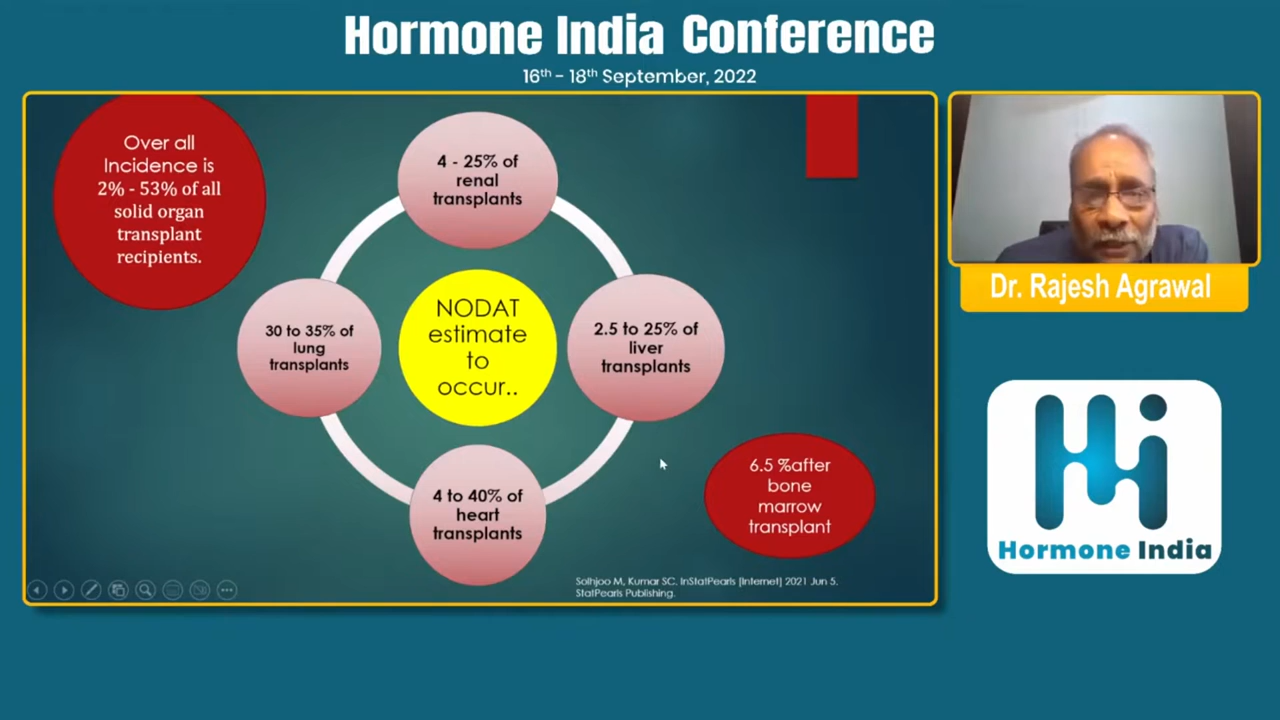 Hormone India Conference
16th - 18th September, 2022
Over all
Incidence is
2% - 53% of all
solid organ
transplant
recipients.
4 - 25% of
renal
transplants
30 to 35% of
lung
transplants
NODAT
estimate
to
occur..
2.5 to 25% of
liver
transplants
4 to 40% of
heart
transplants
6.5 %after
bone
marrow
transplant
Solhjoo M, Kumar SC. InStatPearls [Internet] 2021 Jun 5.
StatPearls Publishing.
Dr. Rajesh Agrawal
Hi
Hormone India